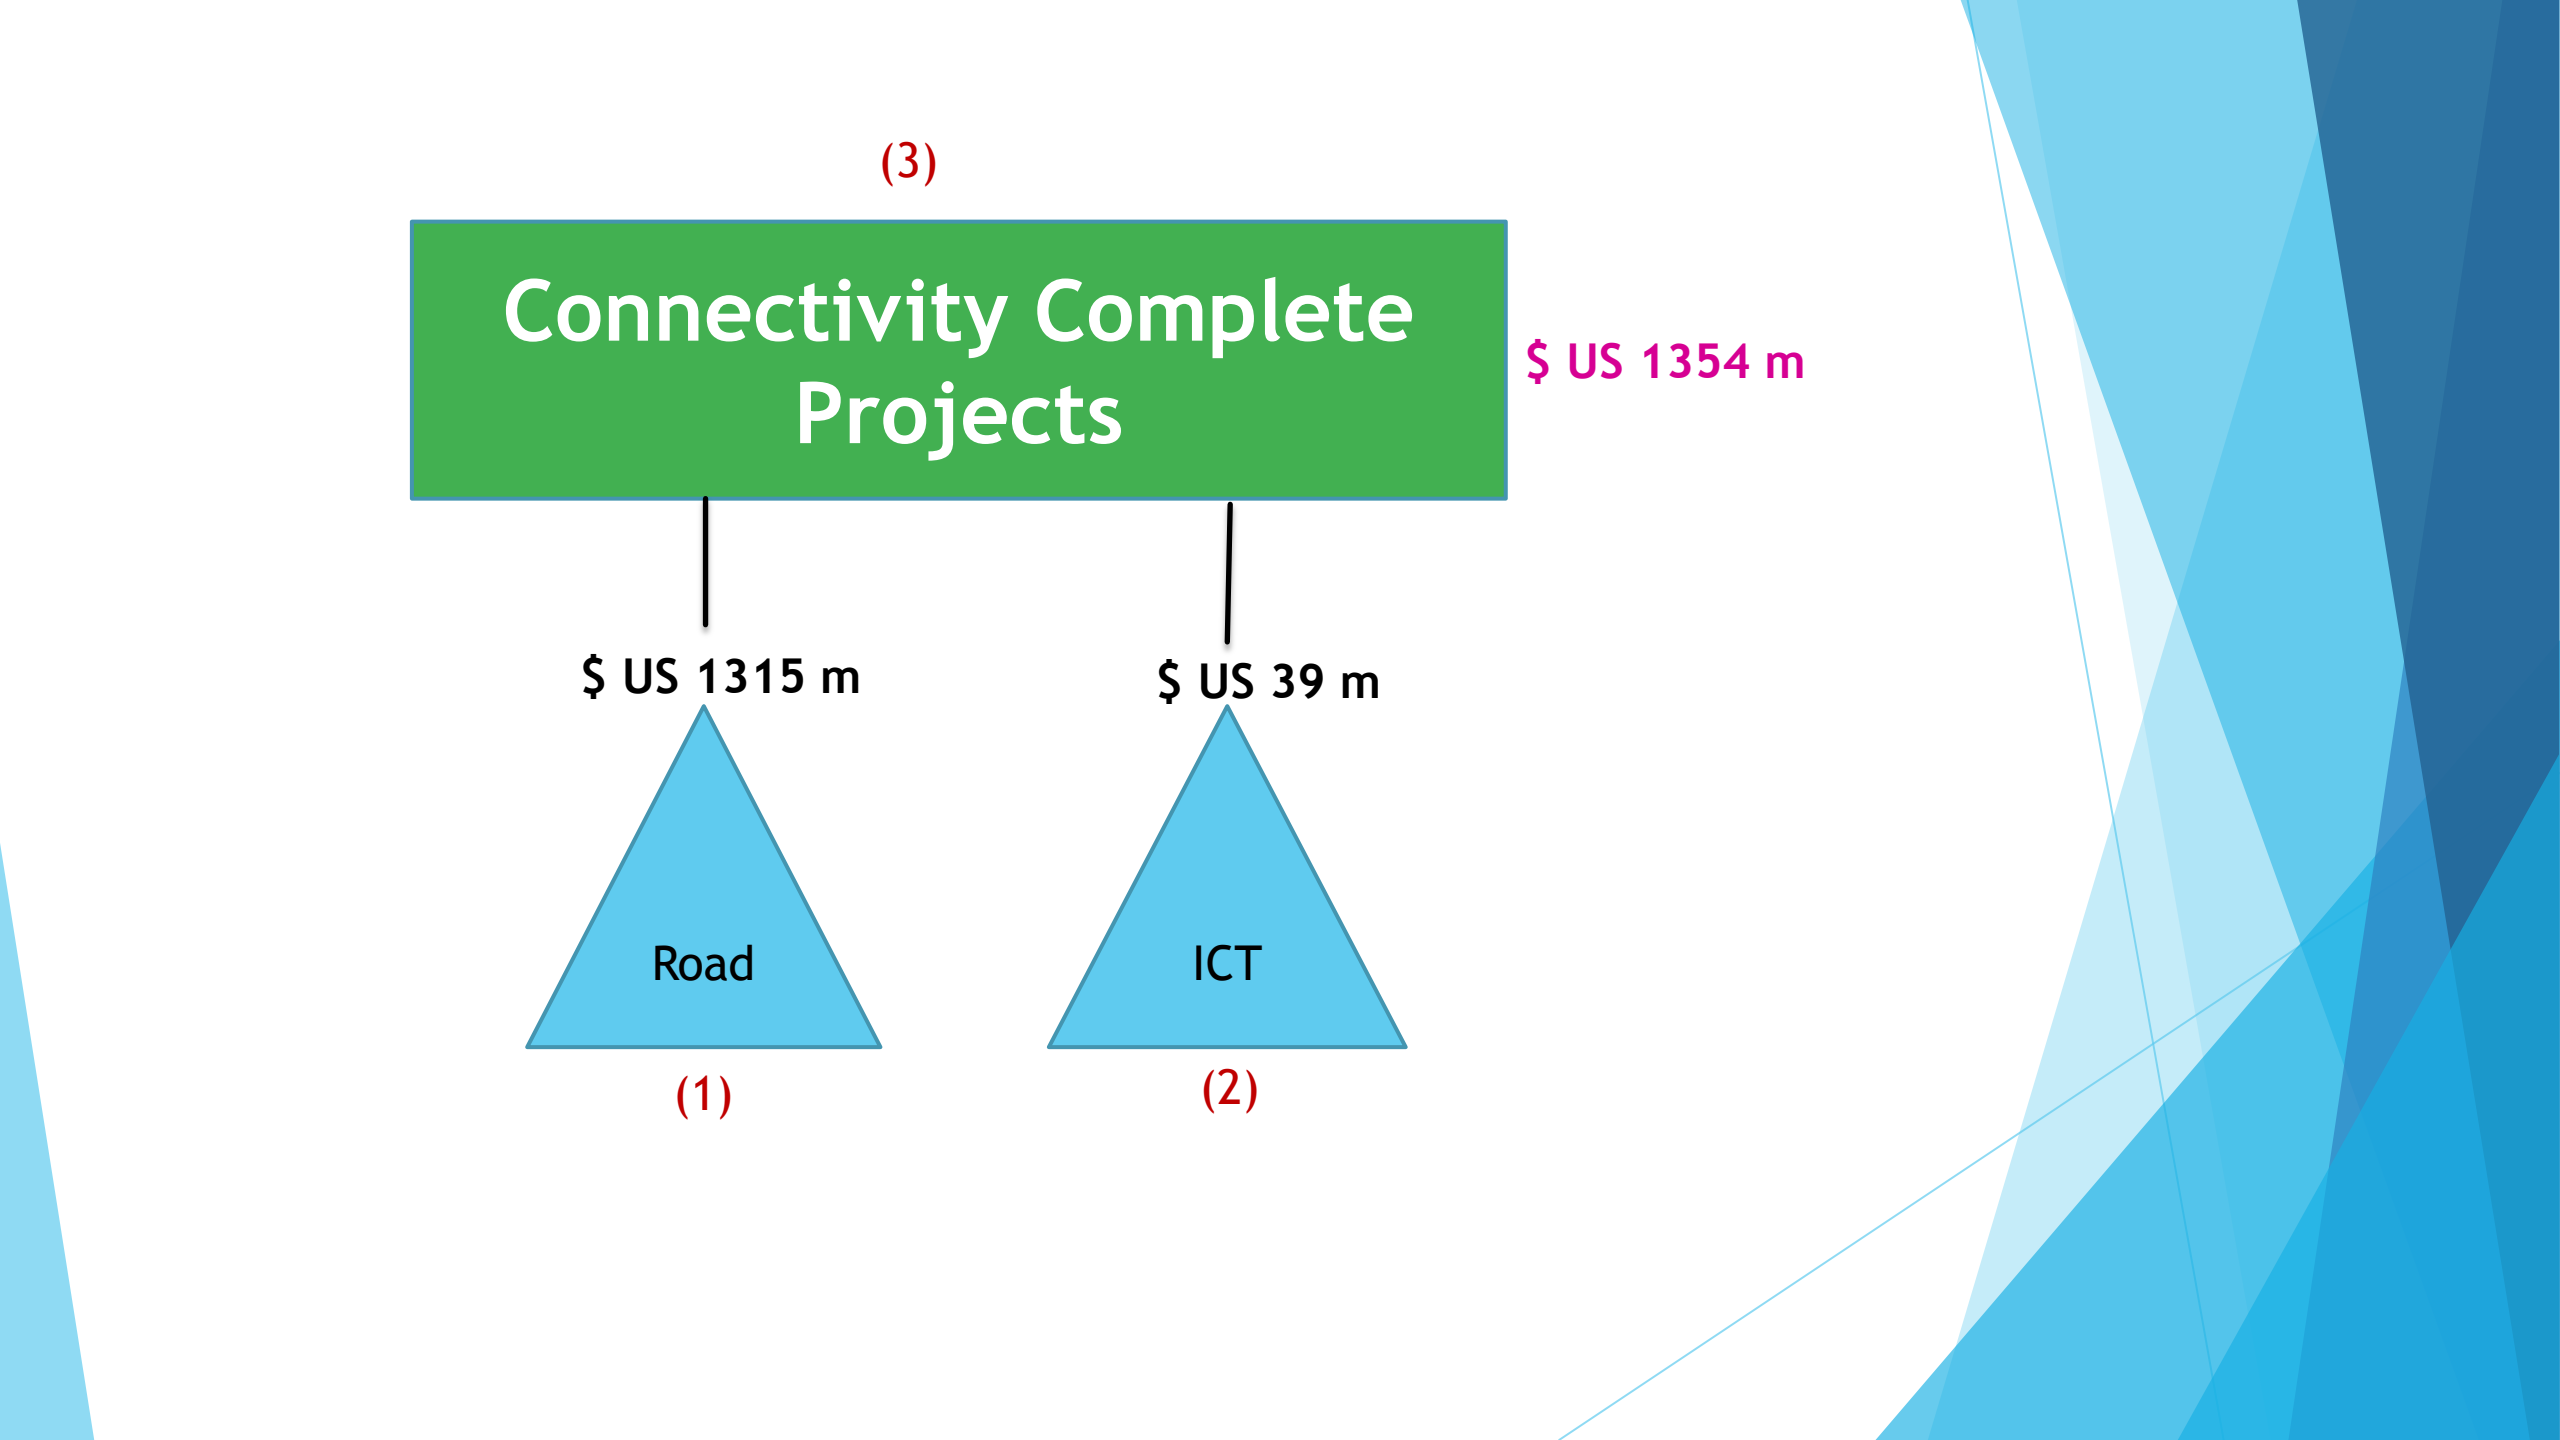 (3)
Connectivity Complete
Projects
$ US 1354 m
$ US 1315 m
$ US 39 m
Road
ICT
(1)
(2)